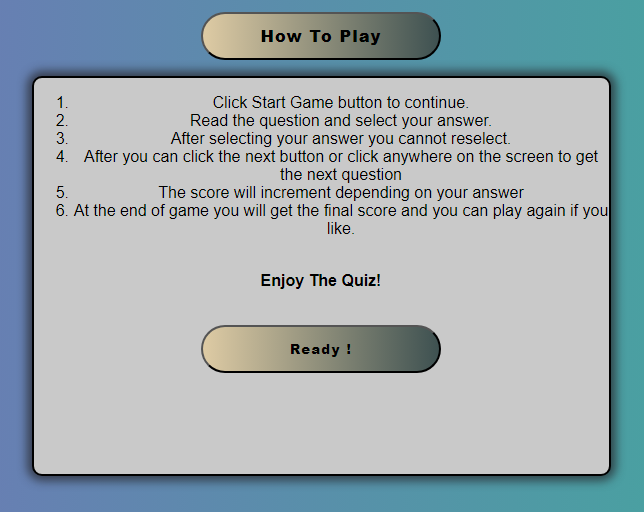 How To Play
1. Click Start Game button to continue.
2. Read the question and select your answer.
3. After selecting your answer you cannot reselect.
4. After you can click the next button or click anywhere on the screen to get
the next question
5. The score will increment depending on your answer
6. At the end of game you will get the final score and you can play again if you
like.
Enjoy The Quiz!
Ready !